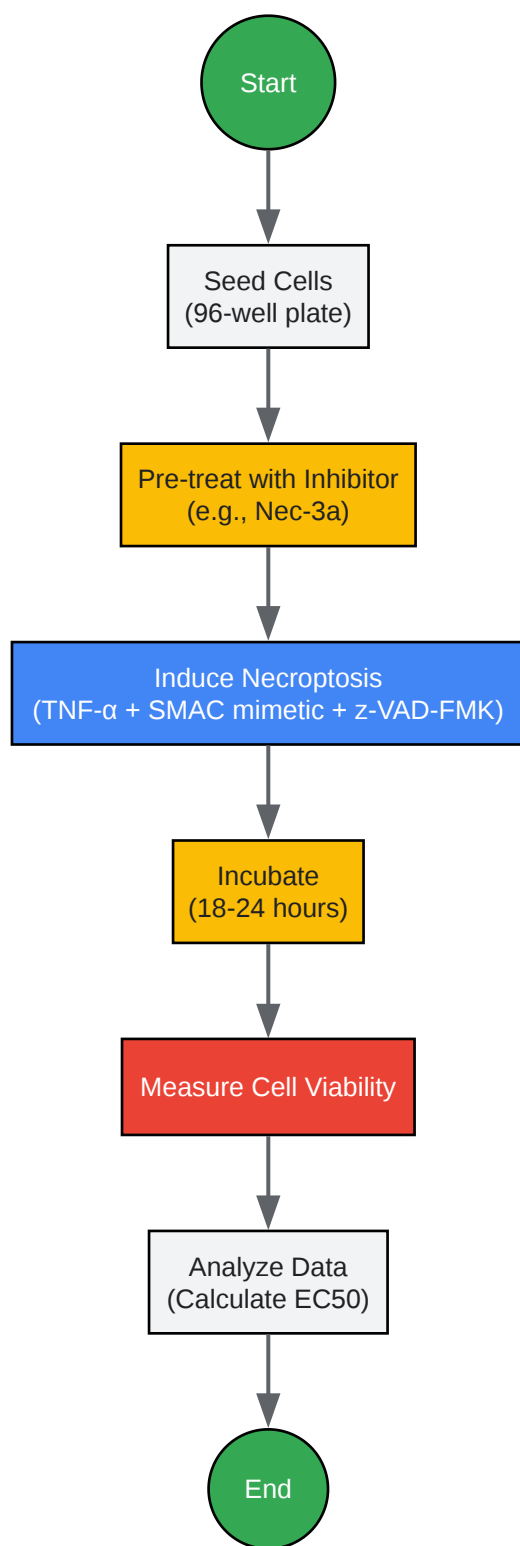 Start
Seed Cells
(96-well plate)
Pre-treat with Inhibitor
(e.g., Nec-3a)
Induce Necroptosis
(TNF-α + SMAC mimetic + z-VAD-FMK)
Incubate
(18-24 hours)
Measure Cell Viability
Analyze Data
(Calculate EC50)
End